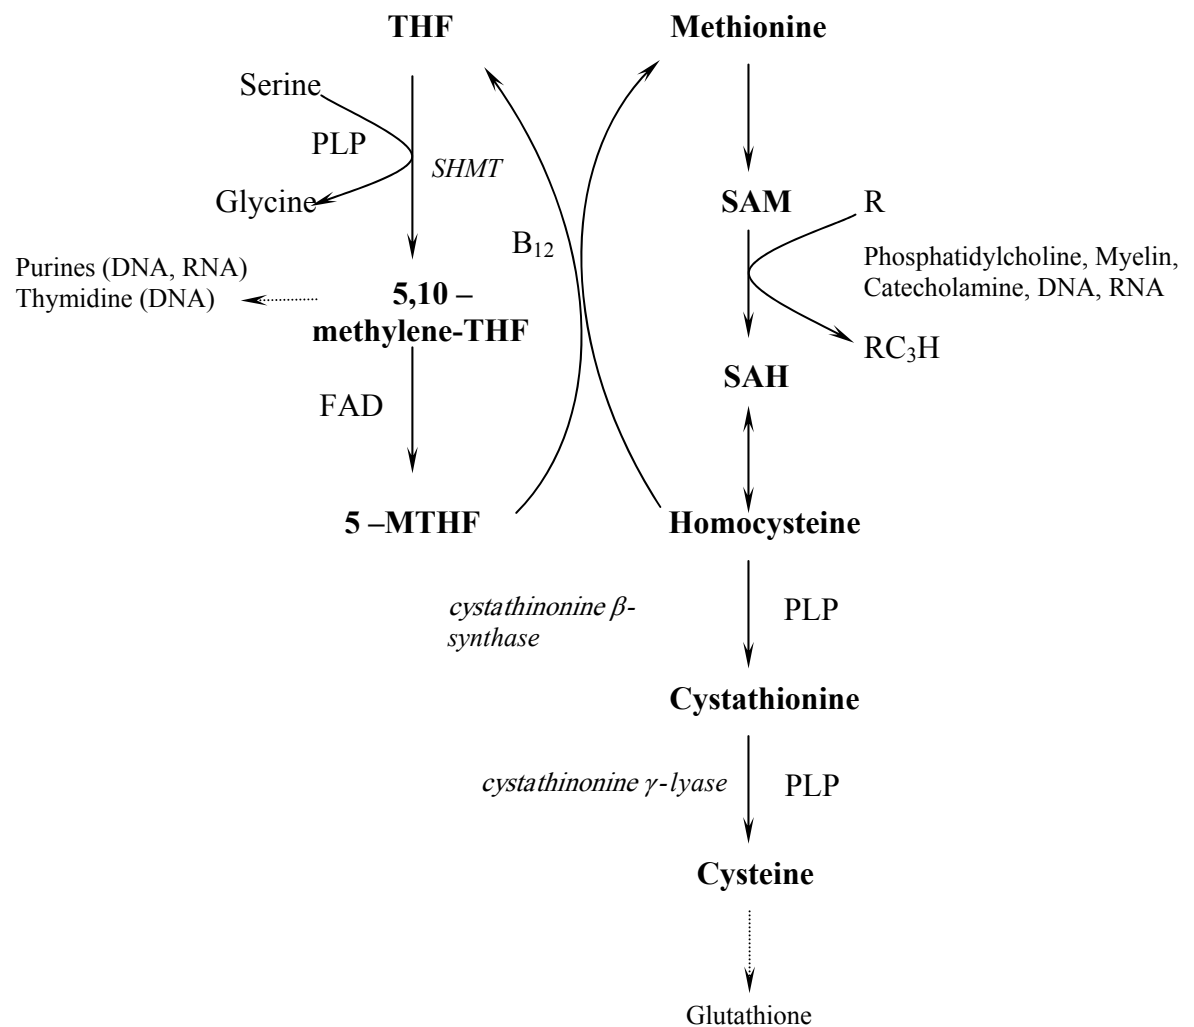 THF
Methionine
Serine
PLP
SHMT
Glycine
SAM
R
B12
Purines (DNA, RNA)
Thymidine (DNA)
5,10 –
methylene-THF
Phosphatidylcholine, Myelin,
Catecholamine, DNA, RNA
RC3H
SAH
FAD
5 –MTHF
Homocysteine
cystathinonine β-
synthase
PLP
Cystathionine
cystathinonine γ-lyase
PLP
Cysteine
Glutathione